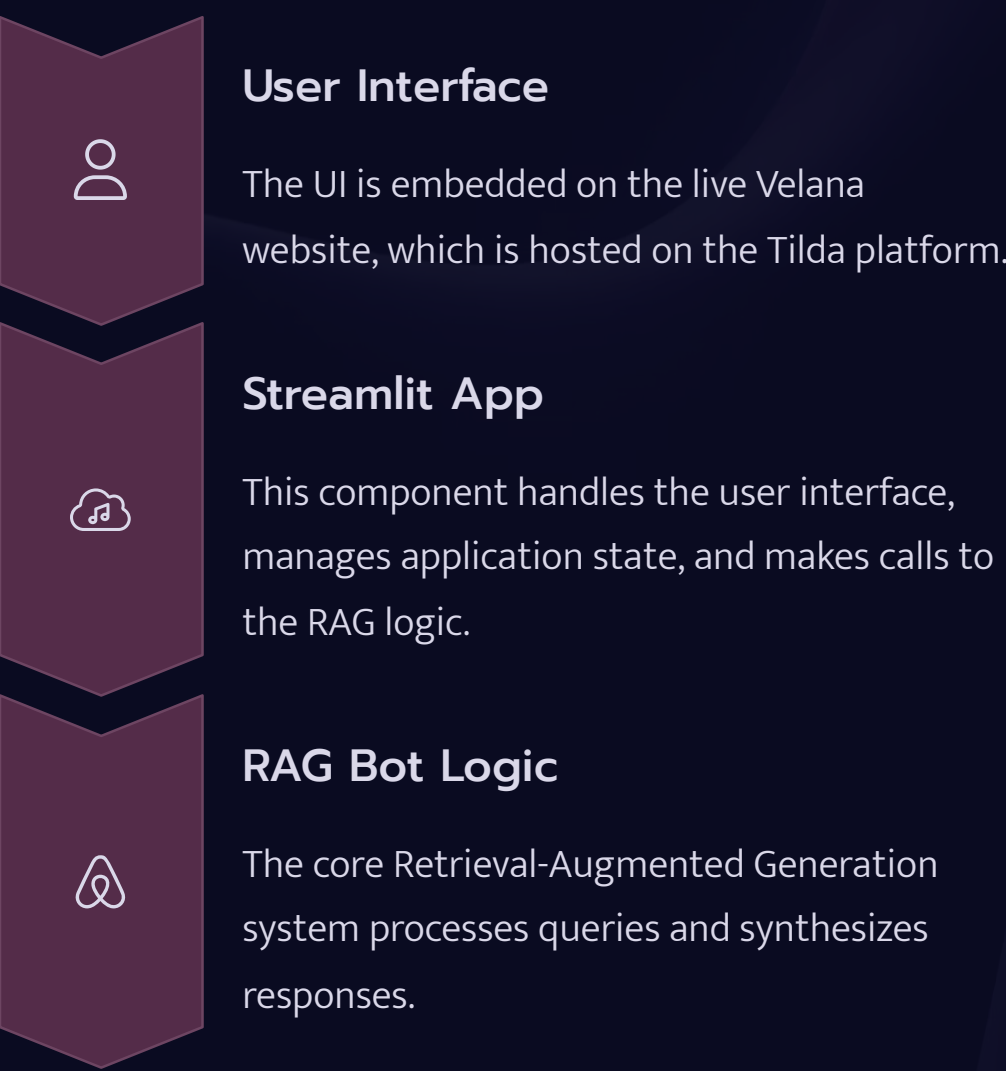 User Interface
The UI is embedded on the live Velana
website, which is hosted on the Tilda platform.
Streamlit App
This component handles the user interface,
manages application state, and makes calls to
the RAG logic.
RAG Bot Logic
The core Retrieval-Augmented Generation
system processes queries and synthesizes
responses.